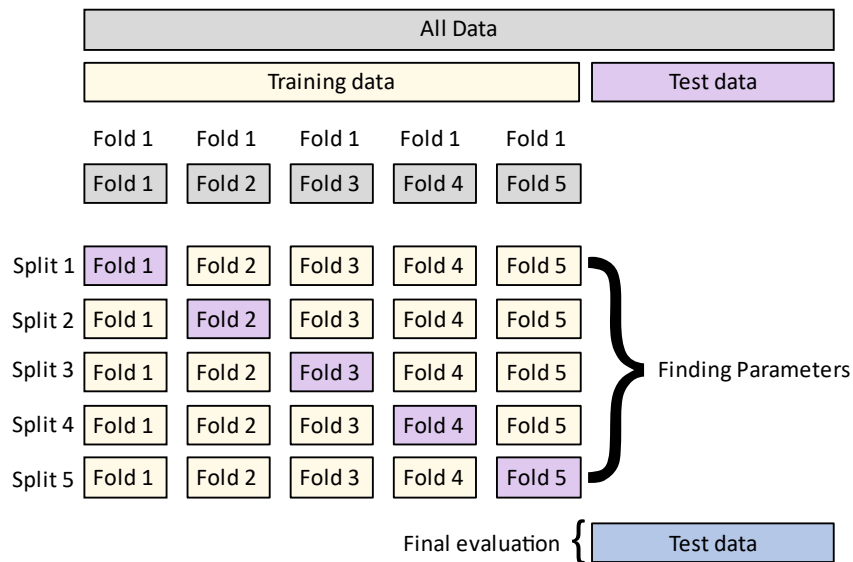 All Data
Training data Test data
Fold 1 Fold 1 Fold 1 Fold 1 Fold 1
Fold 1 Fold 2 Fold 3 Fold 4 Fold 5
Split 1 Fold 1 Fold 2 Fold 3 Fold 4 Fold 5
Split 2 Fold 1 Fold 2 Fold 3 Fold 4 Fold 5
Split 3 Fold 1 Fold 2 Fold 3 Fold 4 Fold 5
Finding Parameters
Split 4 Fold 1 Fold 2 Fold 3 Fold 4 Fold 5
Split 5 Fold 1 Fold 2 Fold 3 Fold 4 Fold 5
Final evaluation { Test data